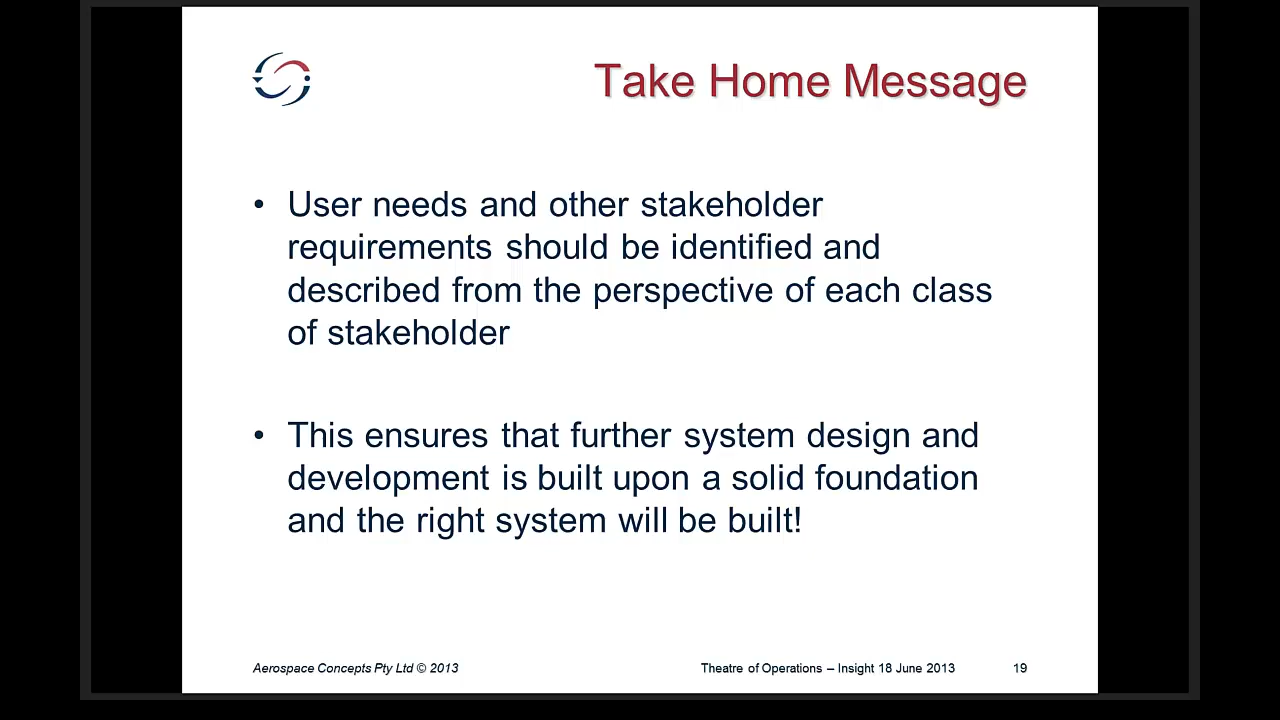 Take Home Message
• User needs and other stakeholder
requirements should be identified and
described from the perspective of each class
of stakeholder
• This ensures that further system design and
development is built upon a solid foundation
and the right system will be built!
Aerospace Concepts Pty Ltd © 2013
Theatre of Operations – Insight 18 June 2013
19